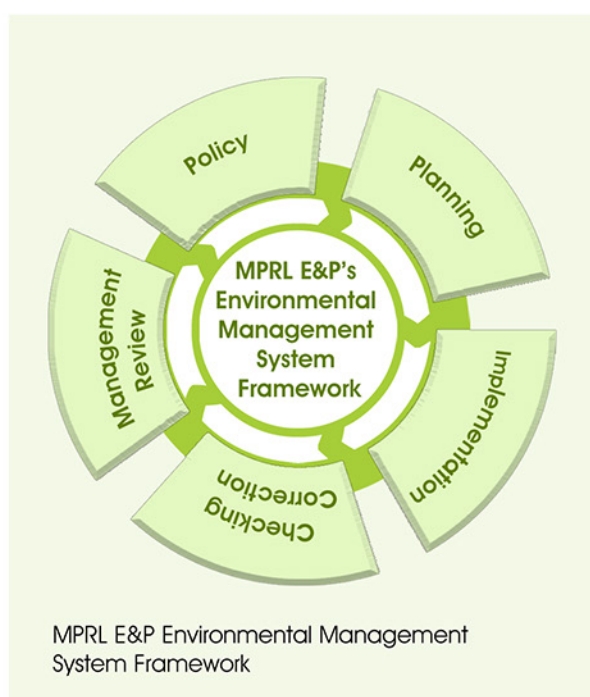 Policy
Planning
Implementation
Checking
Correction
Management
Review
MPRL E&P's
Environmental
Management
System
Framework
MPRL E&P Environmental Management
System Framework